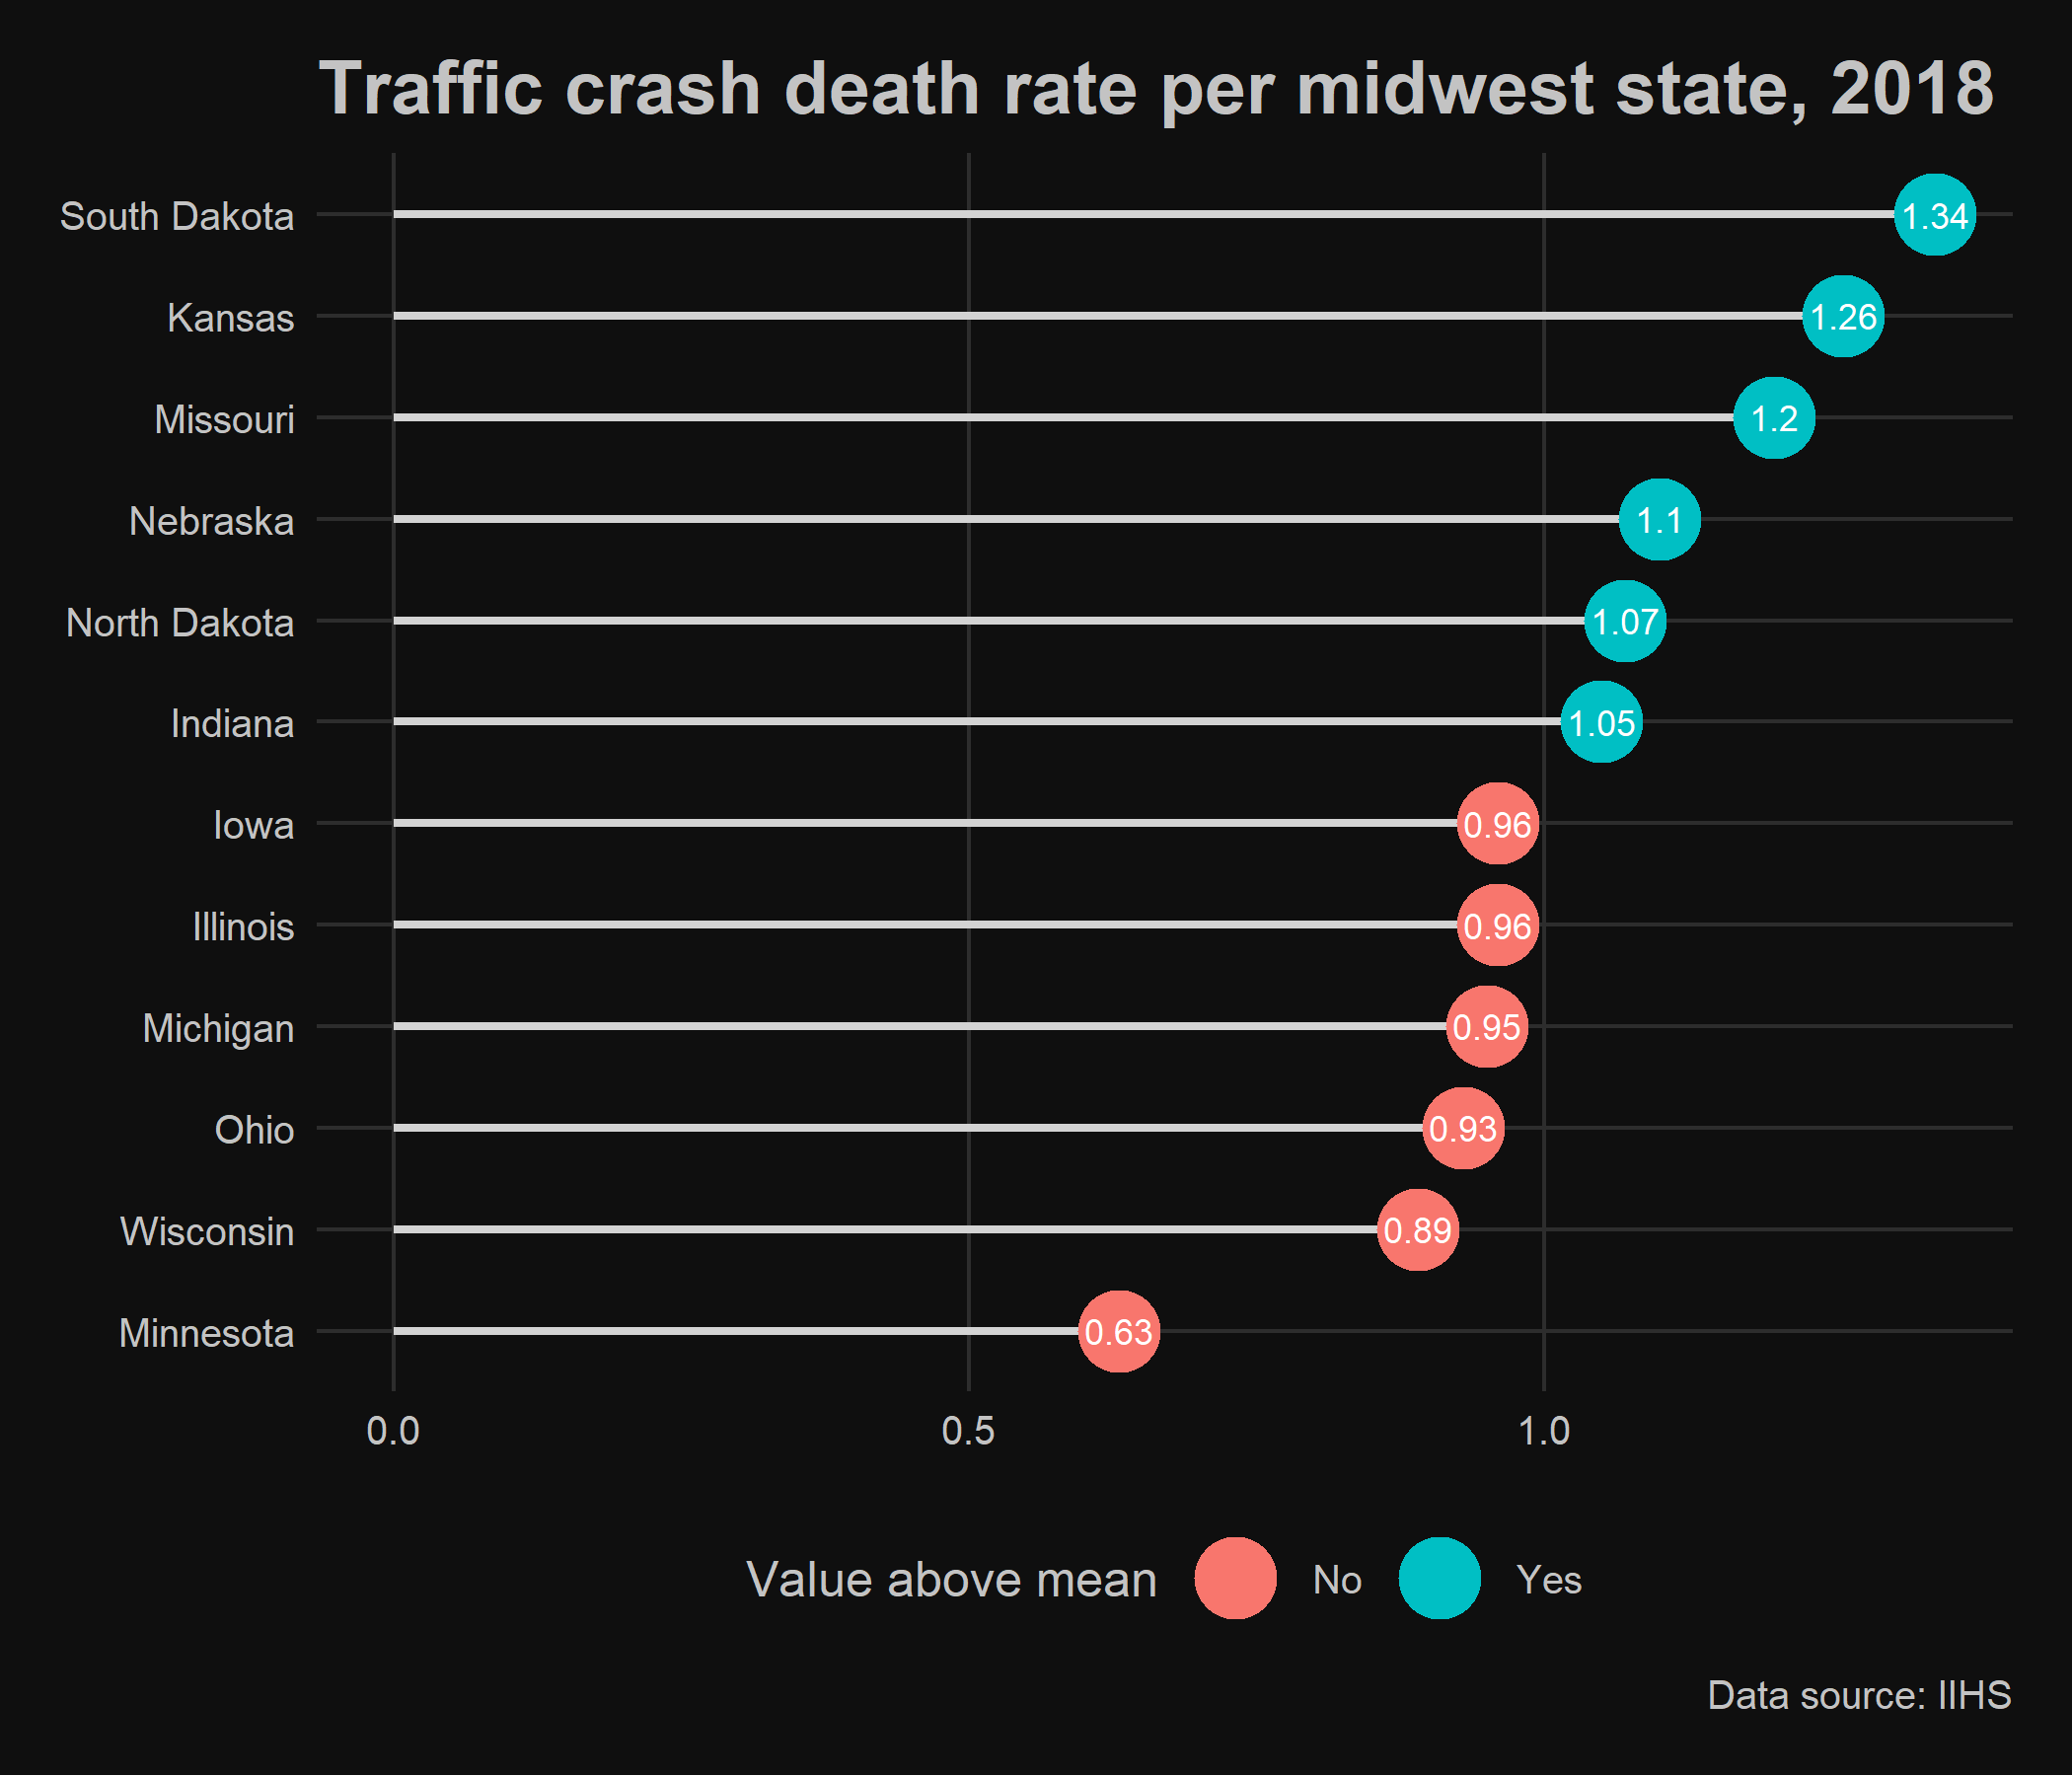 Traffic crash death rate per midwest state, 2018
South Dakota 1.34
Kansas 1.26
Missouri 1.2
Nebraska 1.1
North Dakota 1.07
Indiana 1.05
Iowa 0.96
Illinois 0.96
Michigan 0.95
Ohio 0.93
Wisconsin 0.89
Minnesota 0.63
0.0 0.5 1.0
Value above mean No Yes
Data source: IIHS